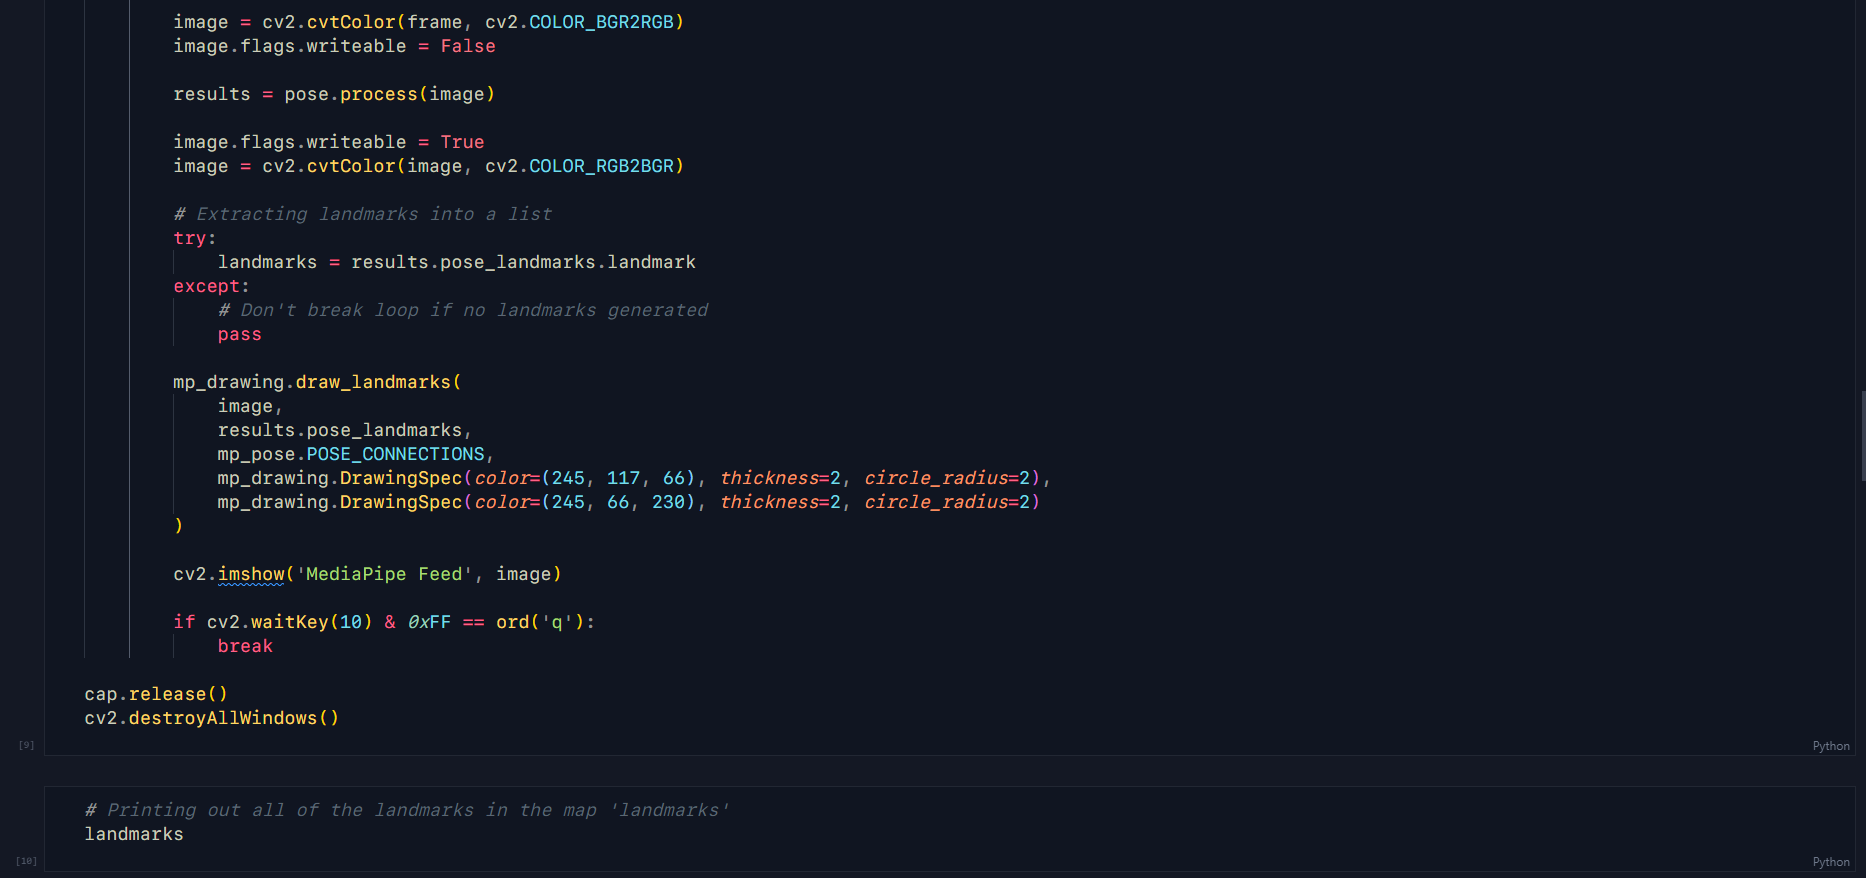 image = cv2.cvtColor(frame, cv2.COLOR_BGR2RGB)
image.flags.writeable = False
results = pose.process(image)
image.flags.writeable = True
image = cv2.cvtColor(image, cv2.COLOR_RGB2BGR)
# Extracting landmarks into a list
try:
landmarks = results.pose_landmarks.landmark
except:
# Don't break loop if no landmarks generated
pass
mp_drawing.draw_landmarks(
image,
results.pose_landmarks,
mp_pose.POSE_CONNECTIONS,
mp_drawing.DrawingSpec(color=(245, 117, 66), thickness=2, circle_radius=2),
mp_drawing.DrawingSpec(color=(245, 66, 230), thickness=2, circle_radius=2)
)
cv2.imshow('MediaPipe Feed', image)
if cv2.waitKey(10) & 0xFF == ord('q'):
break
cap.release()
cv2.destroyAllWindows()
[9]
Python
# Printing out all of the landmarks in the map 'landmarks'
landmarks
[10]
Python